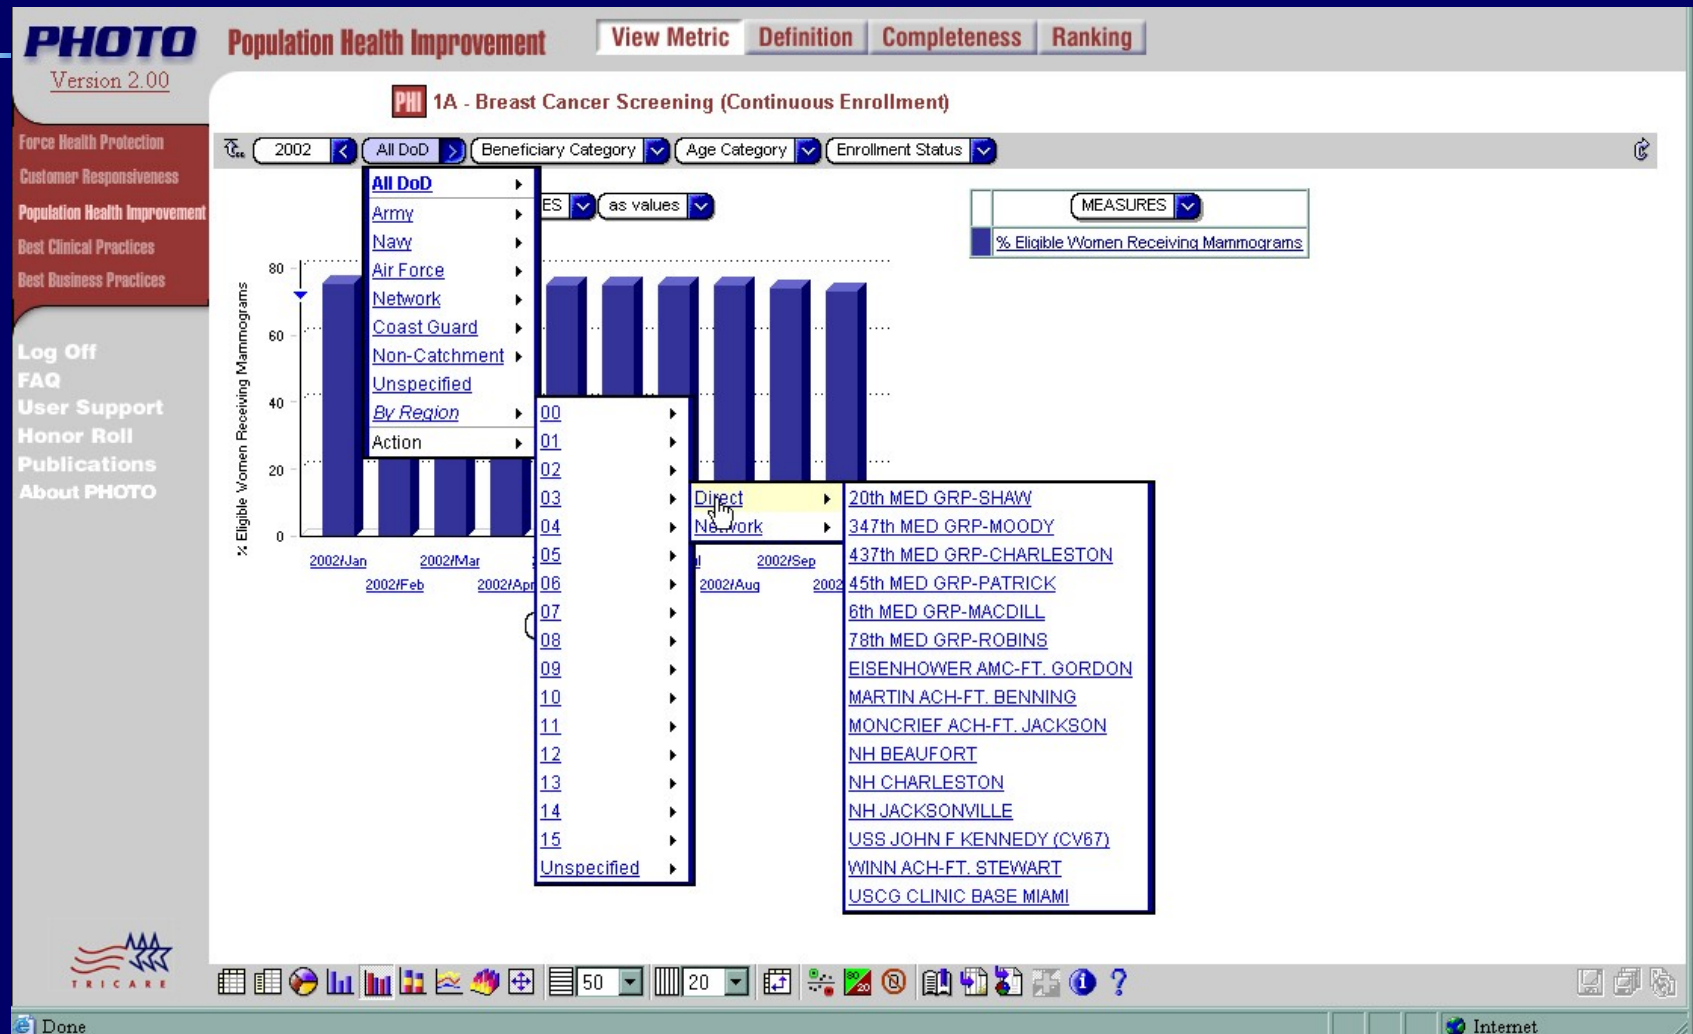 PHOTO
Version 2.00
Population Health Improvement
View Metric Definition Completeness Ranking
PHI 1A - Breast Cancer Screening (Continuous Enrollment)
Force Health Protection
Customer Responsiveness
Population Health Improvement
Best Clinical Practices
Best Business Practices
Log Off
FAQ
User Support
Honor Roll
Publications
About PHOTO
TRICARE
2002 All DoD Beneficiary Category Age Category Enrollment Status
All DoD
Army
Navy
Air Force
Network
Coast Guard
Non-Catchment
Unspecified
By Region
Action
ES as values
MEASURES
% Eligible Women Receiving Mammograms
% Eligible Women Receiving Mammograms
80
60
40
20
0
2002/Jan 2002/Mar 2002/Sep
2002/Feb 2002/Apr 2002/Aug 2002
00
01
02
03
04
05
06
07
08
09
10
11
12
13
14
15
Unspecified
Direct
Network
20th MED GRP-SHAW
347th MED GRP-MOODY
437th MED GRP-CHARLESTON
45th MED GRP-PATRICK
6th MED GRP-MACDILL
78th MED GRP-ROBINS
EISENHOWER AMC-FT. GORDON
MARTIN ACH-FT. BENNING
MONCRIEF ACH-FT. JACKSON
NH BEAUFORT
NH CHARLESTON
NH JACKSONVILLE
USS JOHN F KENNEDY (CV67)
WINN ACH-FT. STEWART
USCG CLINIC BASE MIAMI
50 20 80 20 ?
Done Internet